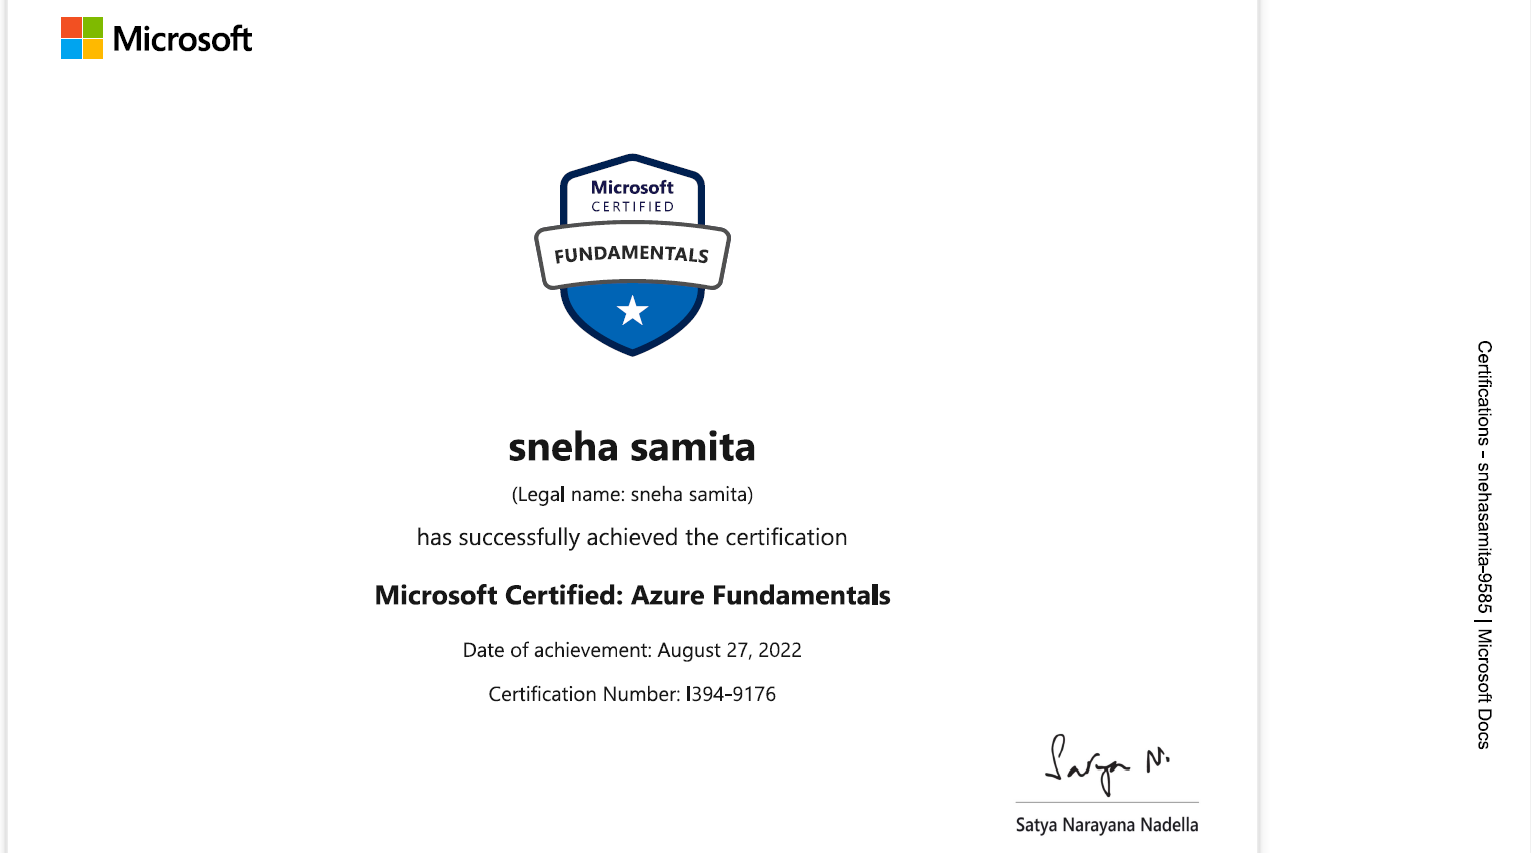 Microsoft
Microsoft
CERTIFIED
FUNDAMENTALS
sneha samita
(Legal name: sneha samita)
has successfully achieved the certification
Microsoft Certified: Azure Fundamentals
Date of achievement: August 27, 2022
Certification Number: I394-9176
Satya N.
Satya Narayana Nadella
Certifications - snehasamita-9585 | Microsoft Docs